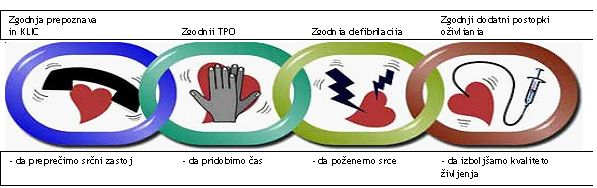 Zgodnja prepoznava
in KLIC
Zgodnji TPO
Zgodnja defibrilacija
Zgodnji dodatni postopki
oživljanja
- da preprečimo srčni zastoj
- da pridobimo čas
- da poženemo srce
- da izboljšamo kvaliteto
življenja